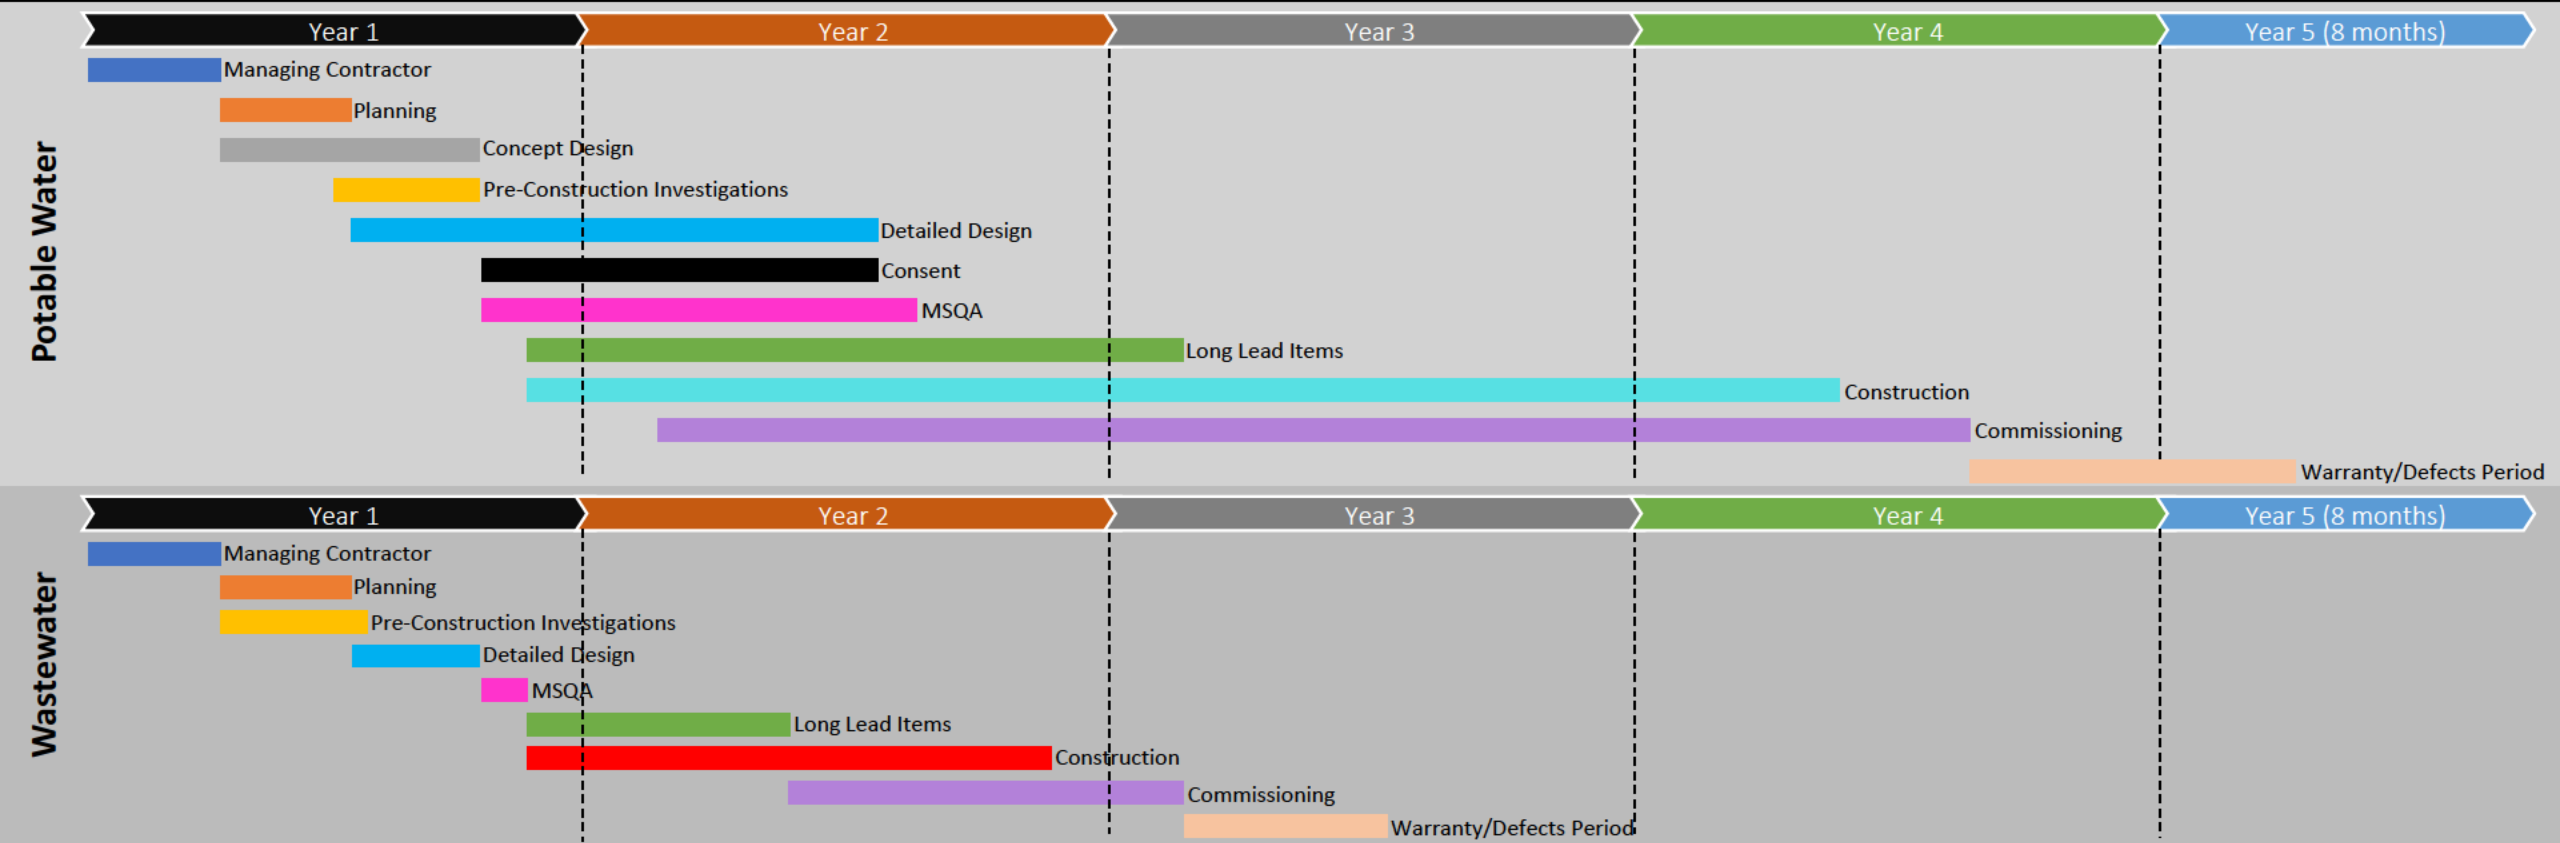 Year 1
Year 2
Year 3
Year 4
Year 5 (8 months)
Potable Water
Managing Contractor
Planning
Concept Design
Pre-Construction Investigations
Detailed Design
Consent
MSQA
Long Lead Items
Construction
Commissioning
Warranty/Defects Period
Year 1
Year 2
Year 3
Year 4
Year 5 (8 months)
Wastewater
Managing Contractor
Planning
Pre-Construction Investigations
Detailed Design
MSQA
Long Lead Items
Construction
Commissioning
Warranty/Defects Period